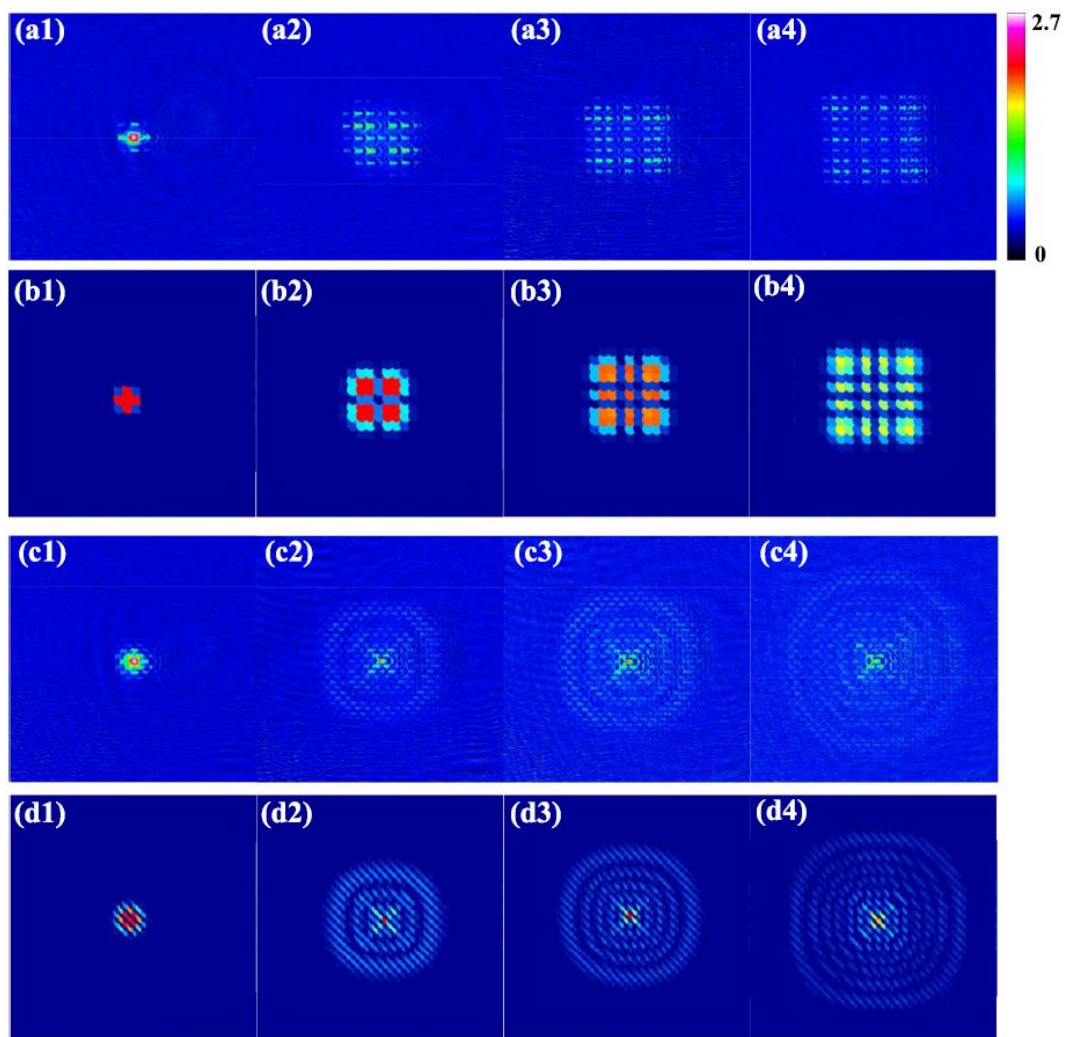 (a1) (a2) (a3) (a4) 2.7
0
(b1) (b2) (b3) (b4)
(c1) (c2) (c3) (c4)
(d1) (d2) (d3) (d4)